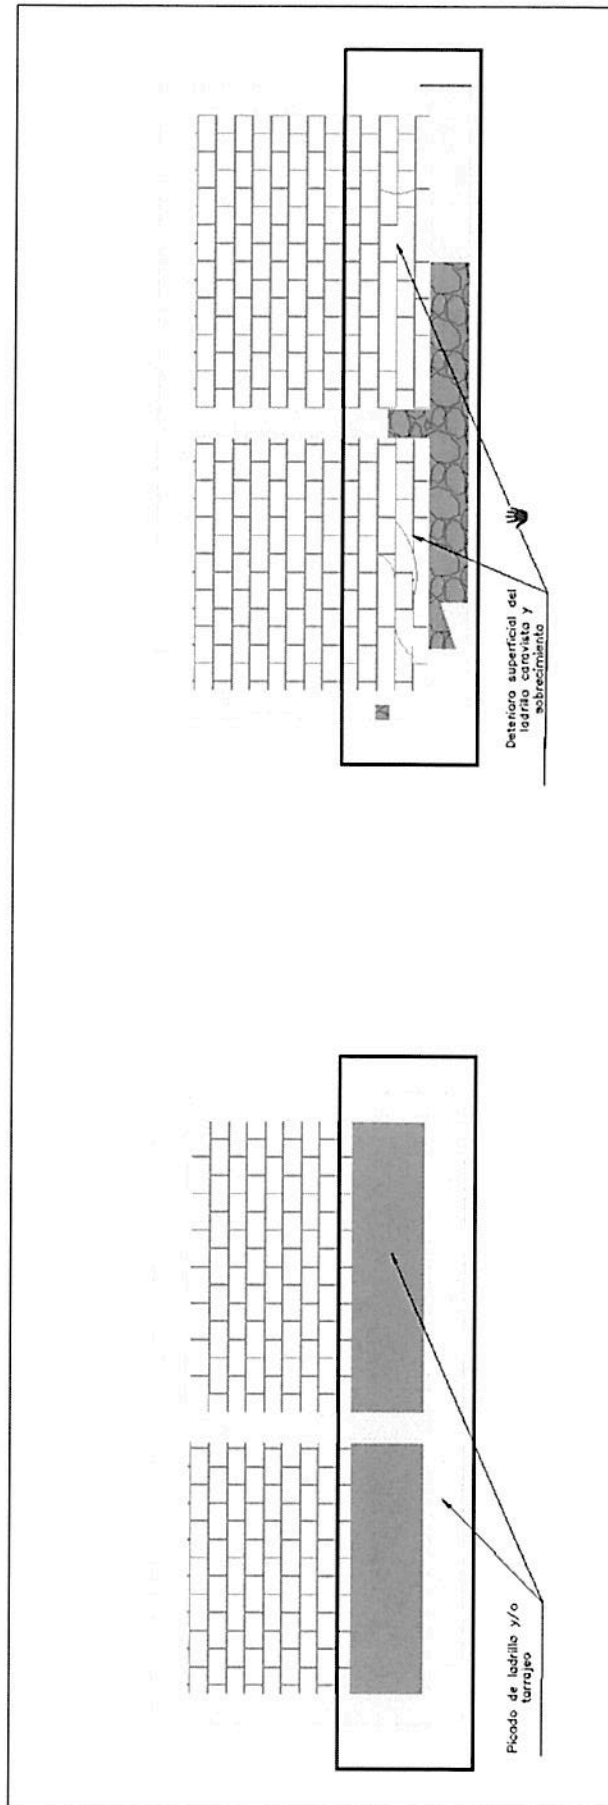 Deterioro superficial del
ladrillo caravista y
sobrecimiento
Picado de ladrillo y/o
tarrajeo